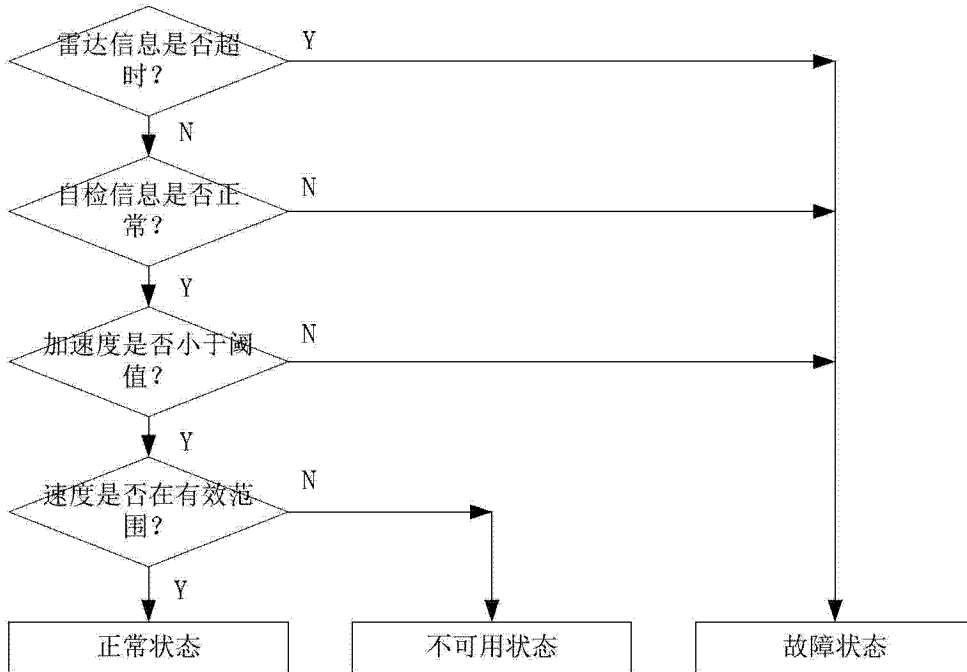 雷达信息是否超
时?
Y
N
自检信息是否正
常?
N
Y
加速度是否小于阈
值?
N
Y
速度是否在有效范
围?
N
Y
正常状态
不可用状态
故障状态